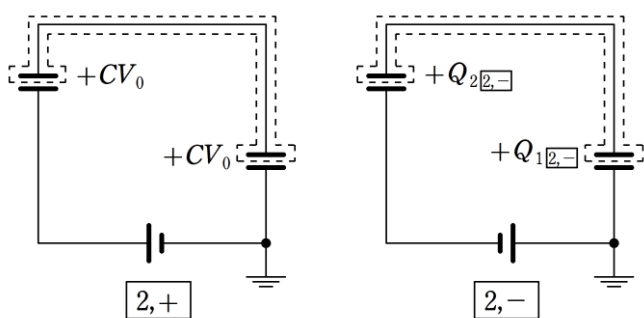 +CV₀
+CV₀
2,+
+Q₂ 2,−
+Q₁ 2,−
2,−